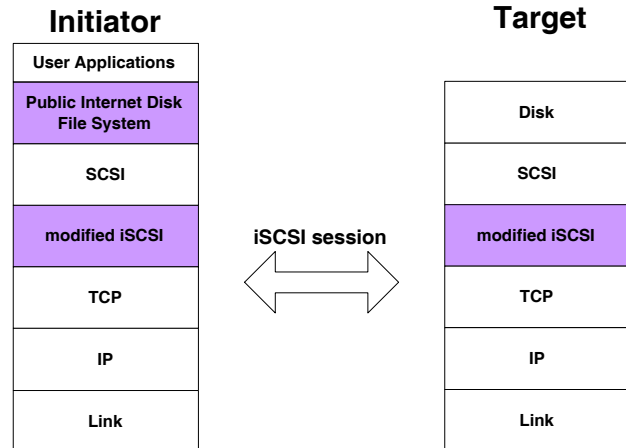 Initiator
User Applications
Public Internet Disk
File System
SCSI
modified iSCSI
TCP
IP
Link
iSCSI session
Target
Disk
SCSI
modified iSCSI
TCP
IP
Link